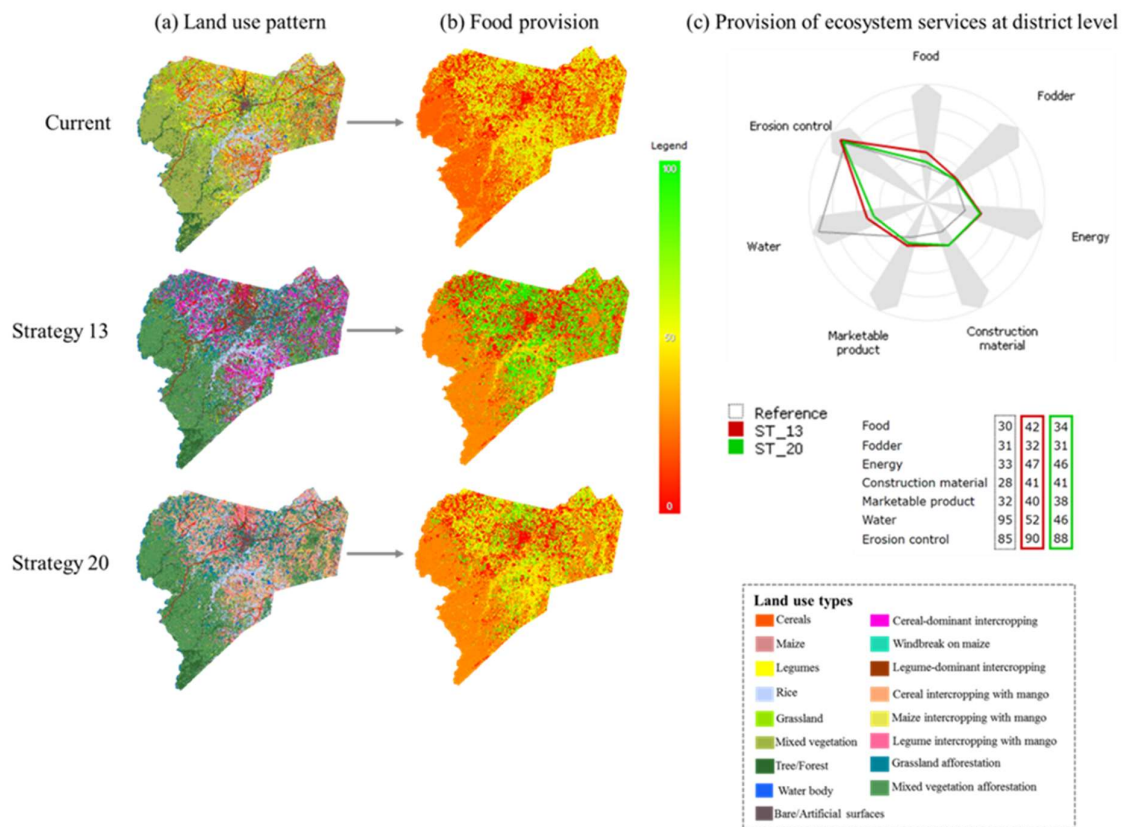 (a) Land use pattern
(b) Food provision
(c) Provision of ecosystem services at district level
Current
Strategy 13
Strategy 20
Legend
100
50
0
Food
Fodder
Energy
Construction
material
Marketable
product
Water
Erosion control
Reference
ST_13
ST_20
Food 30 42 34
Fodder 31 32 31
Energy 33 47 46
Construction material 28 41 41
Marketable product 32 40 38
Water 95 52 46
Erosion control 85 90 88
Land use types
Cereals
Maize
Legumes
Rice
Grassland
Mixed vegetation
Tree/Forest
Water body
Bare/Artificial surfaces
Cereal-dominant intercropping
Windbreak on maize
Legume-dominant intercropping
Cereal intercropping with mango
Maize intercropping with mango
Legume intercropping with mango
Grassland afforestation
Mixed vegetation afforestation